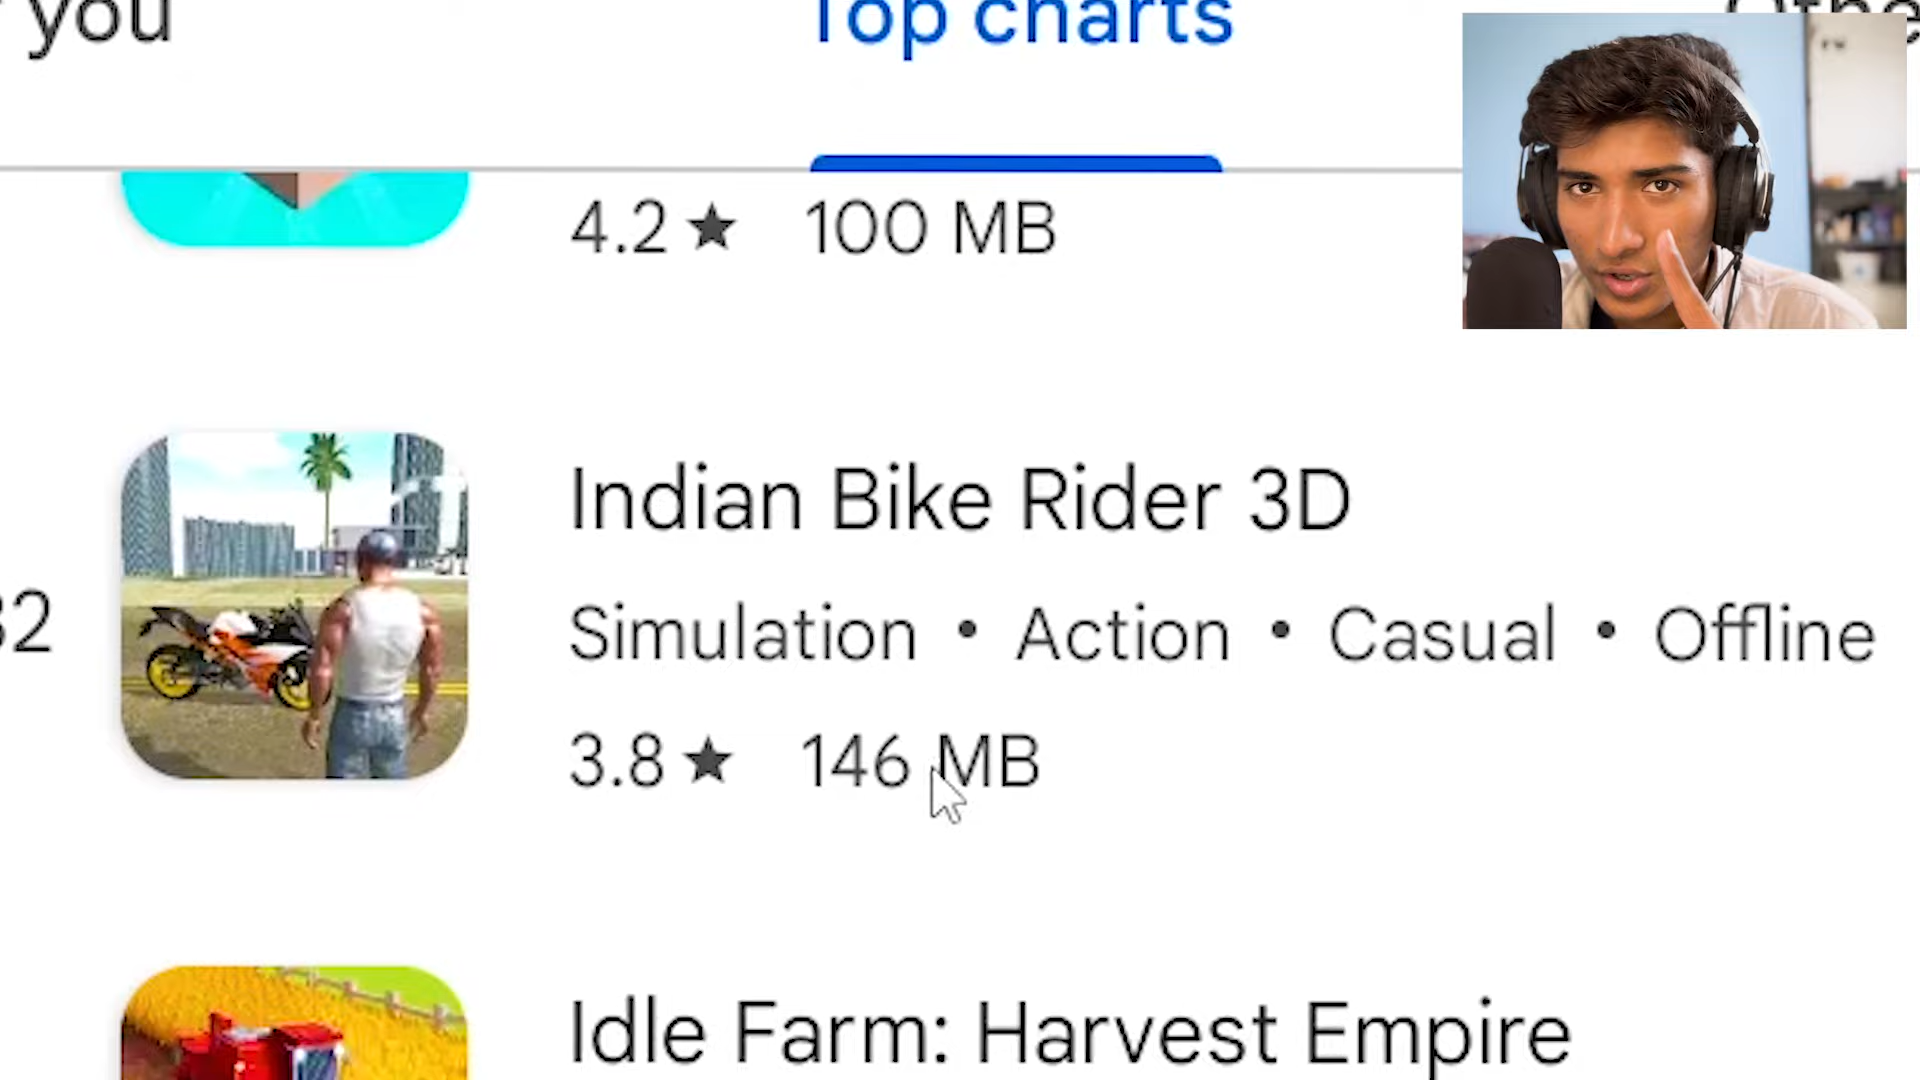 you
Top charts
4.2★ 100 MB
Indian Bike Rider 3D
Simulation • Action • Casual • Offline
3.8★ 146 MB
Idle Farm: Harvest Empire